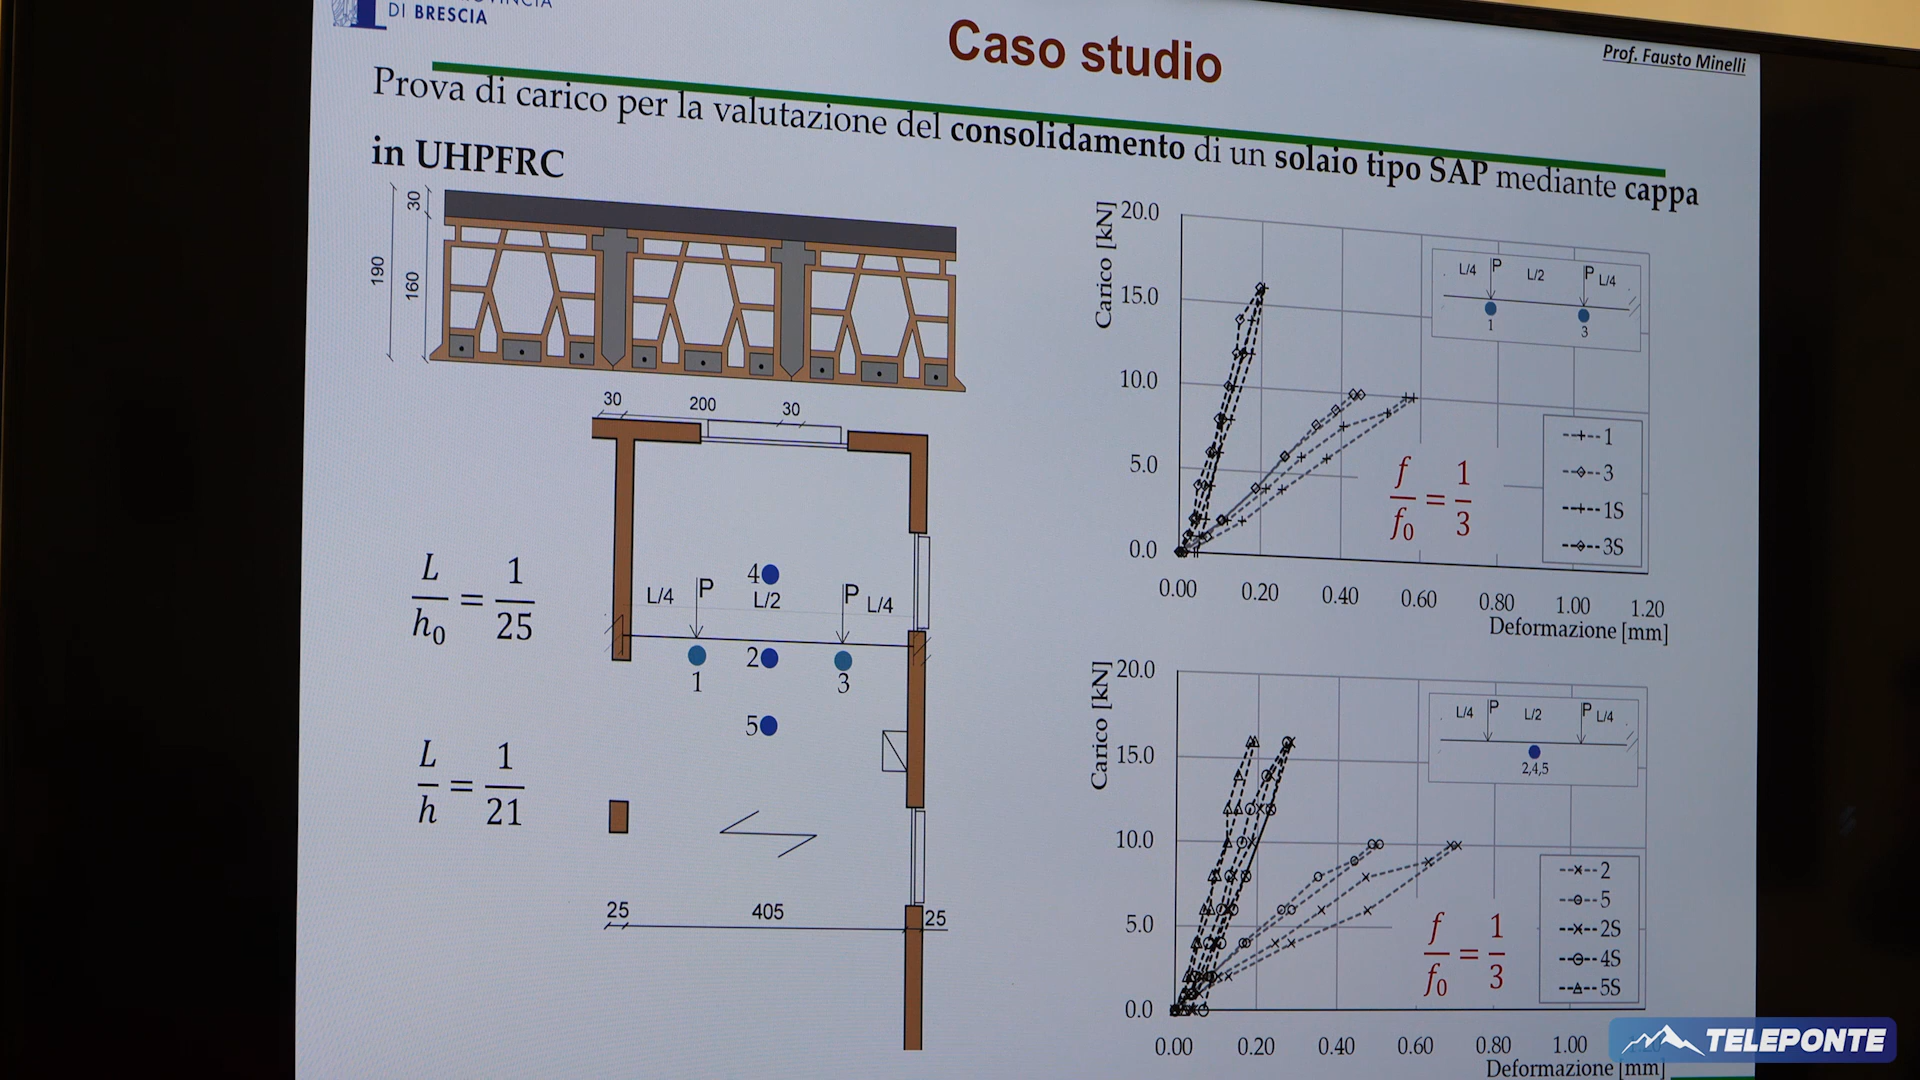 DI BRESCIA
Caso studio
Prof. Fausto Minelli
Prova di carico per la valutazione del consolidamento di un solaio tipo SAP mediante cappa
in UHPFRC
30
190
160
30 200 30
L/4 P L/2 P L/4
4
2
1
3
5
25 405 25
L/h0 = 1/25
L/h = 1/21
Carico [kN]
20.0
15.0
10.0
5.0
0.0
0.00 0.20 0.40 0.60 0.80 1.00 1.20
Deformazione [mm]
L/4 P L/2 P L/4
1 3
1
3
1S
3S
f/f0 = 1/3
Carico [kN]
20.0
15.0
10.0
5.0
0.0
0.00 0.20 0.40 0.60 0.80 1.00
Deformazione [mm]
L/4 P L/2 P L/4
2,4,5
2
5
2S
4S
5S
f/f0 = 1/3
TELEPONTE